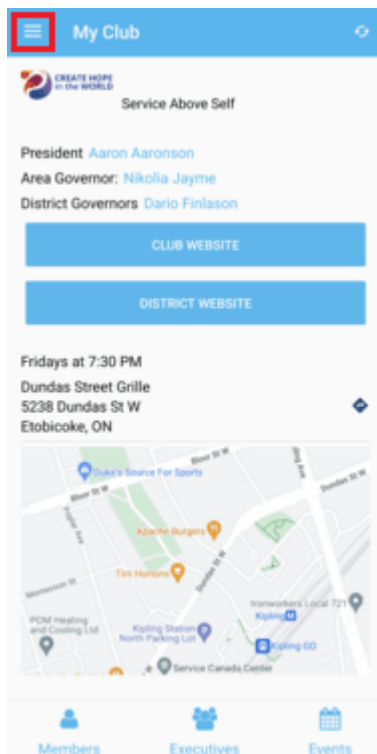 My Club
CREATE HOPE
in the WORLD
Service Above Self
President Aaron Aaronson
Area Governor: Nikolia Jayme
District Governors Dario Finlason
CLUB WEBSITE
DISTRICT WEBSITE
Fridays at 7:30 PM
Dundas Street Grille
5238 Dundas St W
Etobicoke, ON
Bloor St W
Duke's Source For Sports
Bloor St W
Dundas St W
Apache Burgers
Tim Hortons
Dundas St W
Ironworkers Local 721
Kipling
POM Heating
and Cooling Ltd
Kipling Station
North Parking Lot
Kipling GO
Service Canada Center
Members
Executives
Events